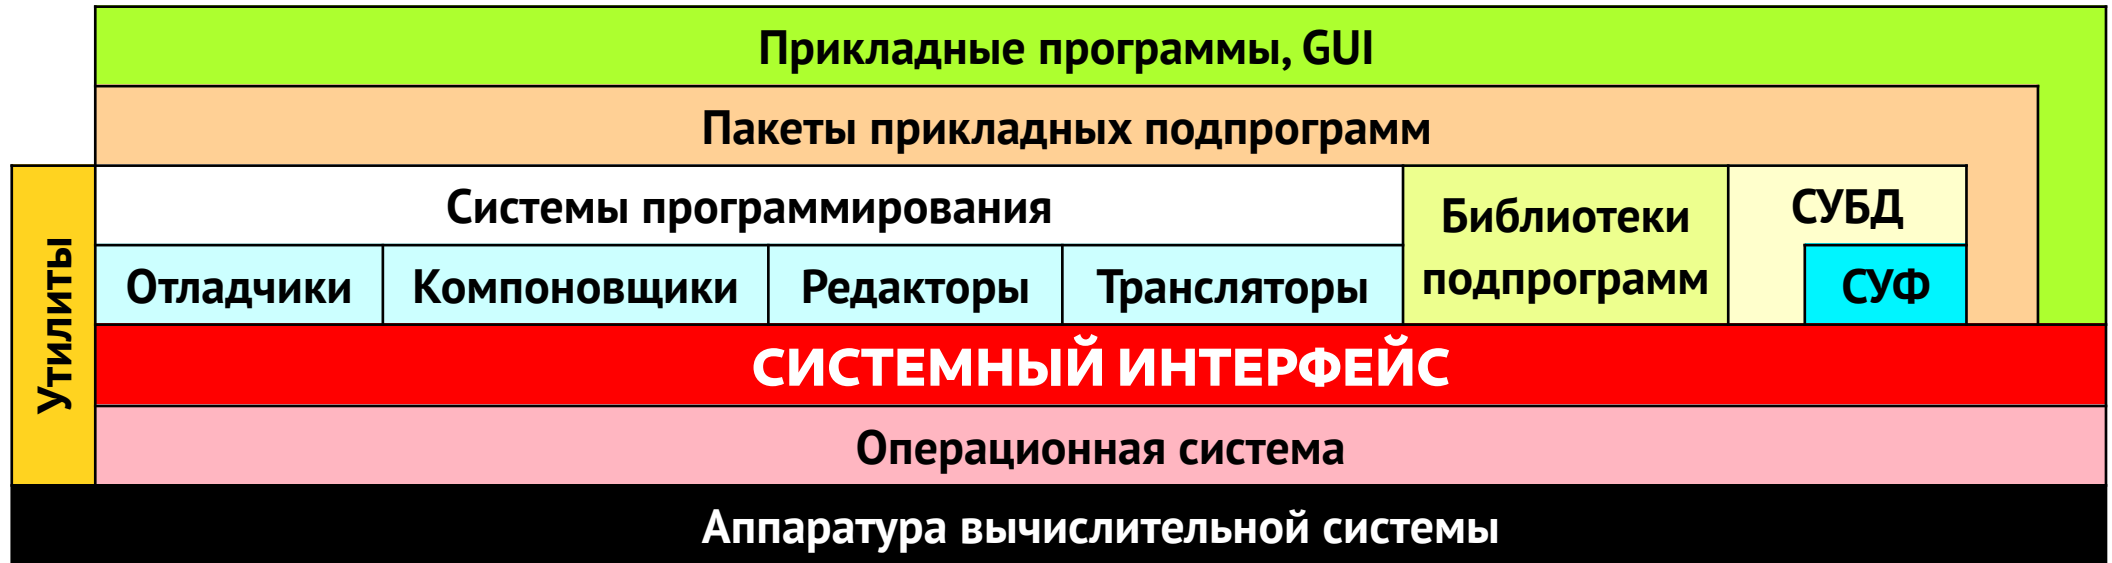 Прикладные программы, GUI
Пакеты прикладных подпрограмм
Утилиты
Системы программирования
Библиотеки
подпрограмм
СУБД
Отладчики
Компоновщики
Редакторы
Трансляторы
СУФ
СИСТЕМНЫЙ ИНТЕРФЕЙС
Операционная система
Аппаратура вычислительной системы